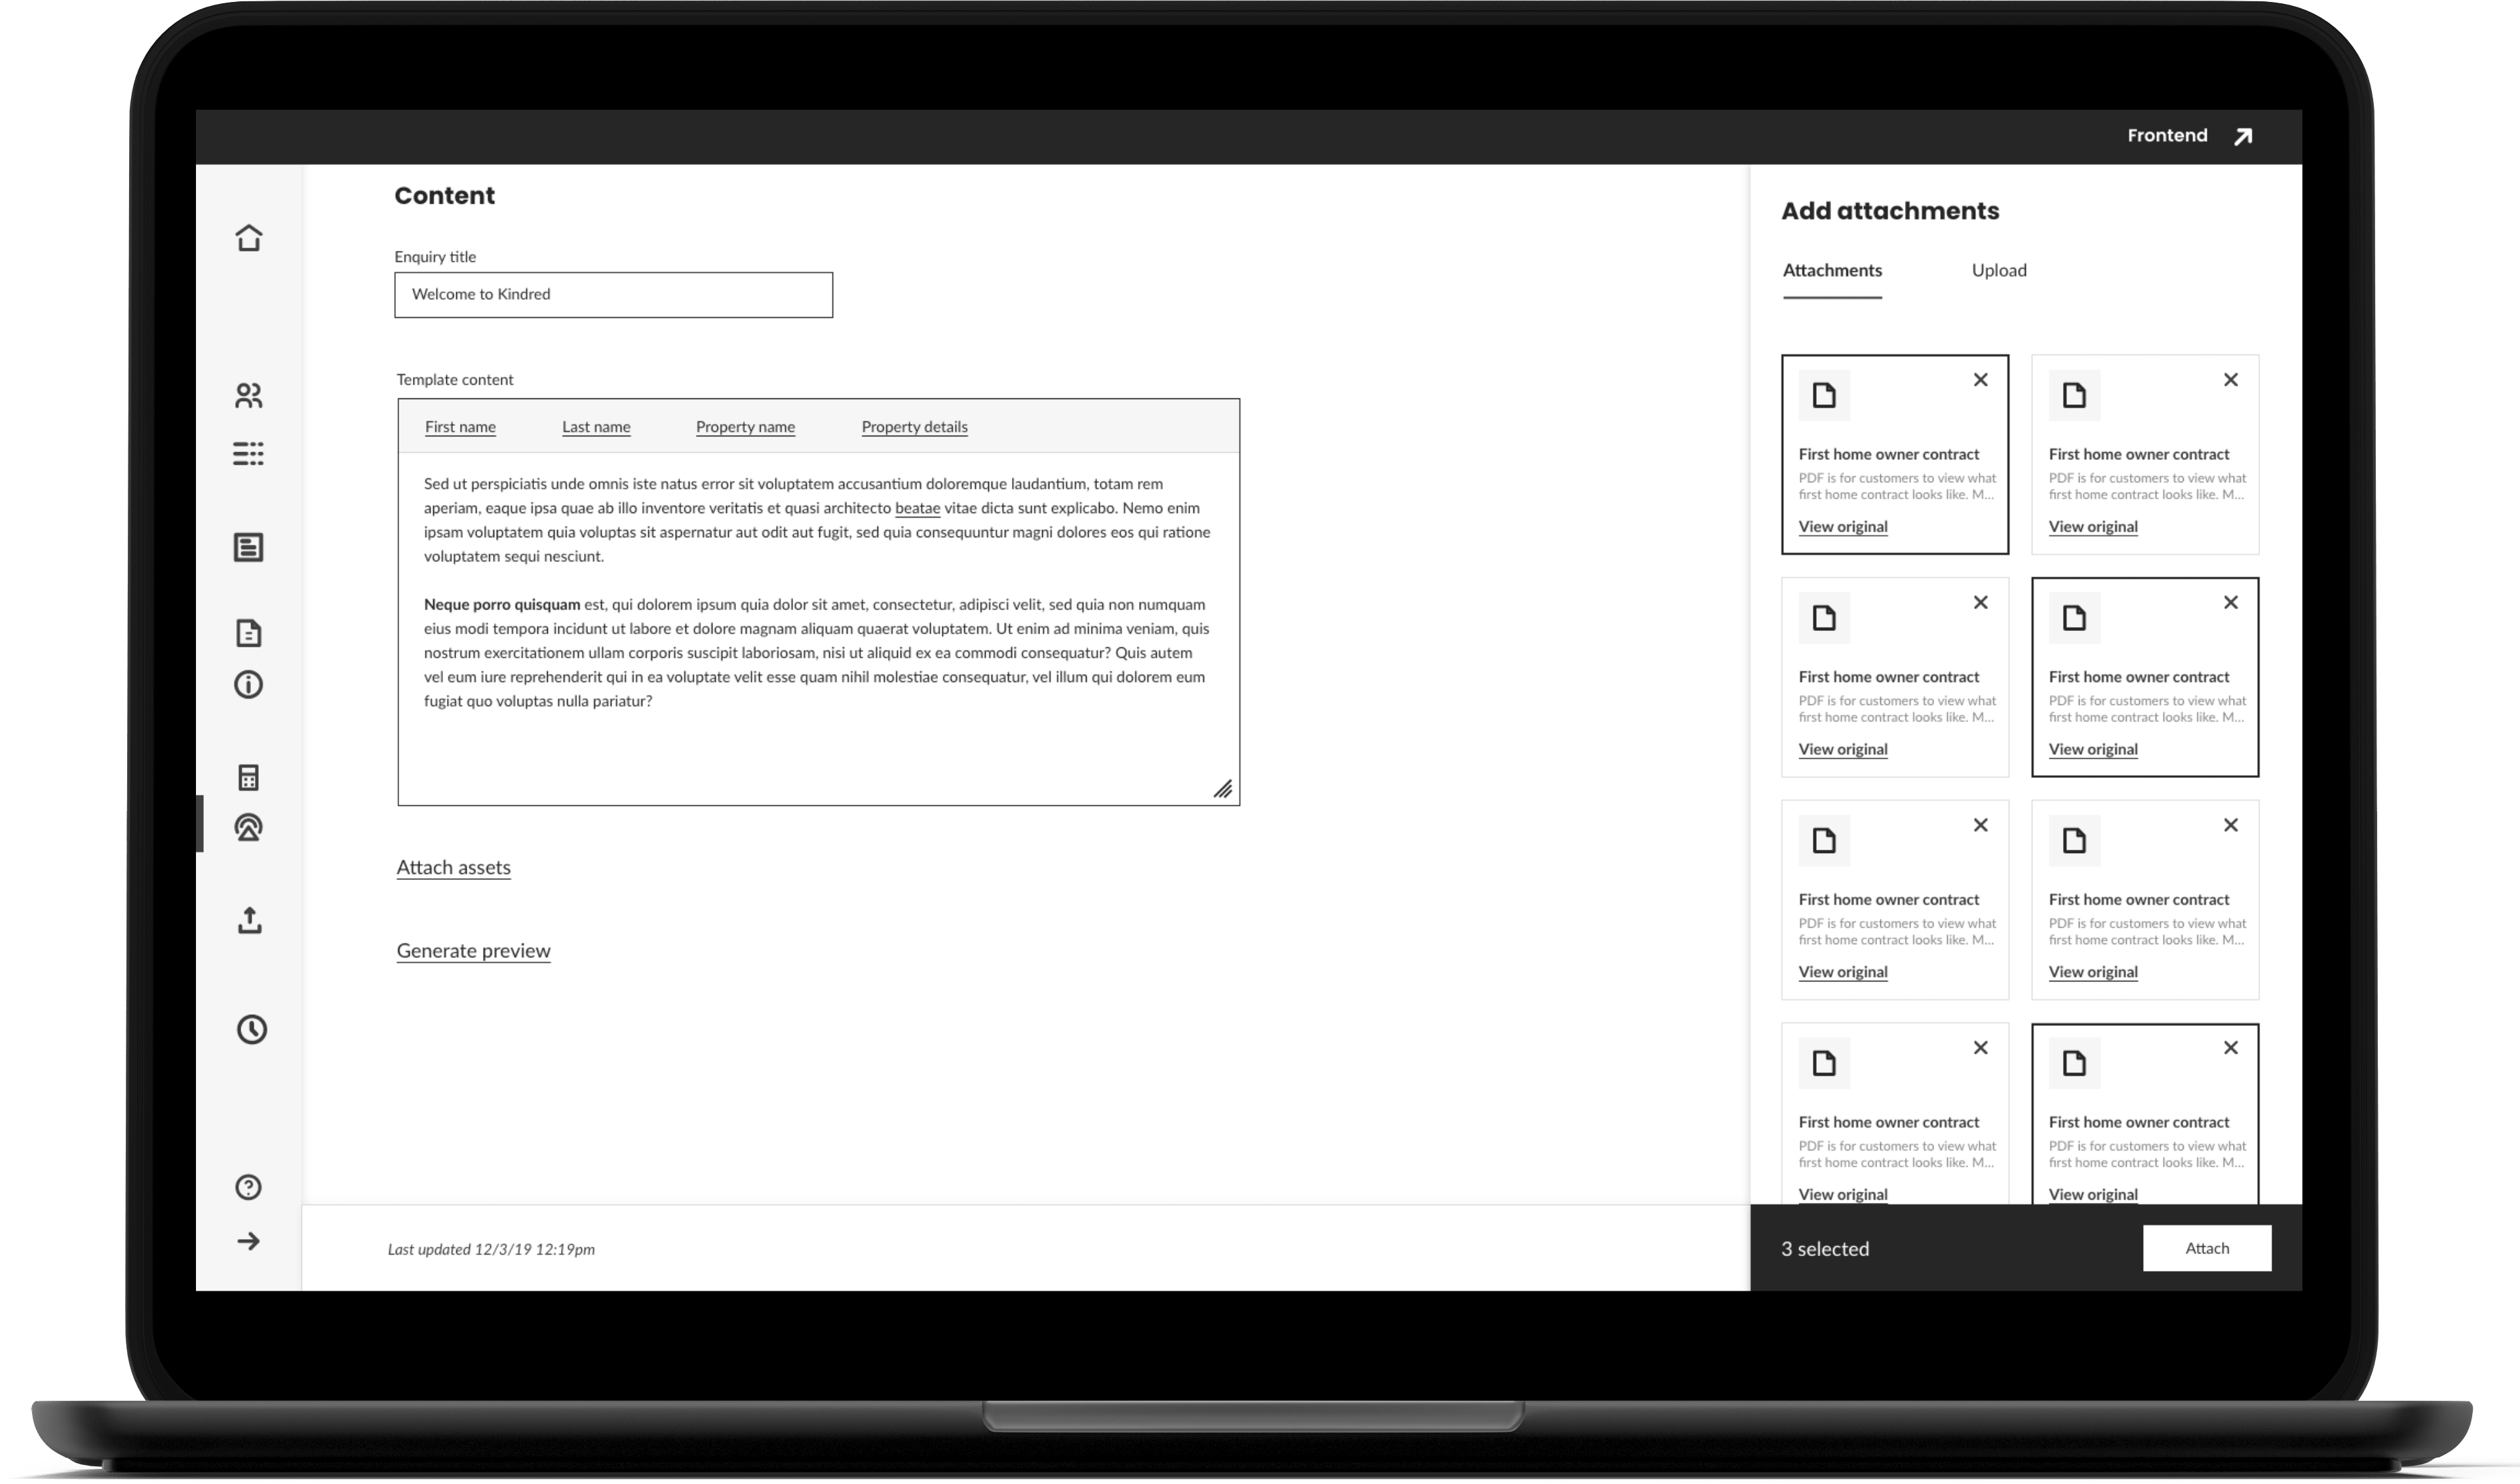 Frontend
Content
Enquiry title
Welcome to Kindred
Template content
First name Last name Property name Property details
Sed ut perspiciatis unde omnis iste natus error sit voluptatem accusantium doloremque laudantium, totam rem
aperiam, eaque ipsa quae ab illo inventore veritatis et quasi architecto beatae vitae dicta sunt explicabo. Nemo enim
ipsam voluptatem quia voluptas sit aspernatur aut odit aut fugit, sed quia consequuntur magni dolores eos qui ratione
voluptatem sequi nesciunt.
Neque porro quisquam est, qui dolorem ipsum quia dolor sit amet, consectetur, adipisci velit, sed quia non numquam
eius modi tempora incidunt ut labore et dolore magnam aliquam quaerat voluptatem. Ut enim ad minima veniam, quis
nostrum exercitationem ullam corporis suscipit laboriosam, nisi ut aliquid ex ea commodi consequatur? Quis autem
vel eum iure reprehenderit qui in ea voluptate velit esse quam nihil molestiae consequatur, vel illum qui dolorem eum
fugiat quo voluptas nulla pariatur?
Attach assets
Generate preview
Last updated 12/3/19 12:19pm
Add attachments
Attachments Upload
First home owner contract
PDF is for customers to view what
first home contract looks like. M...
View original
First home owner contract
PDF is for customers to view what
first home contract looks like. M...
View original
First home owner contract
PDF is for customers to view what
first home contract looks like. M...
View original
First home owner contract
PDF is for customers to view what
first home contract looks like. M...
View original
First home owner contract
PDF is for customers to view what
first home contract looks like. M...
View original
First home owner contract
PDF is for customers to view what
first home contract looks like. M...
View original
First home owner contract
PDF is for customers to view what
first home contract looks like. M...
View original
First home owner contract
PDF is for customers to view what
first home contract looks like. M...
View original
3 selected
Attach